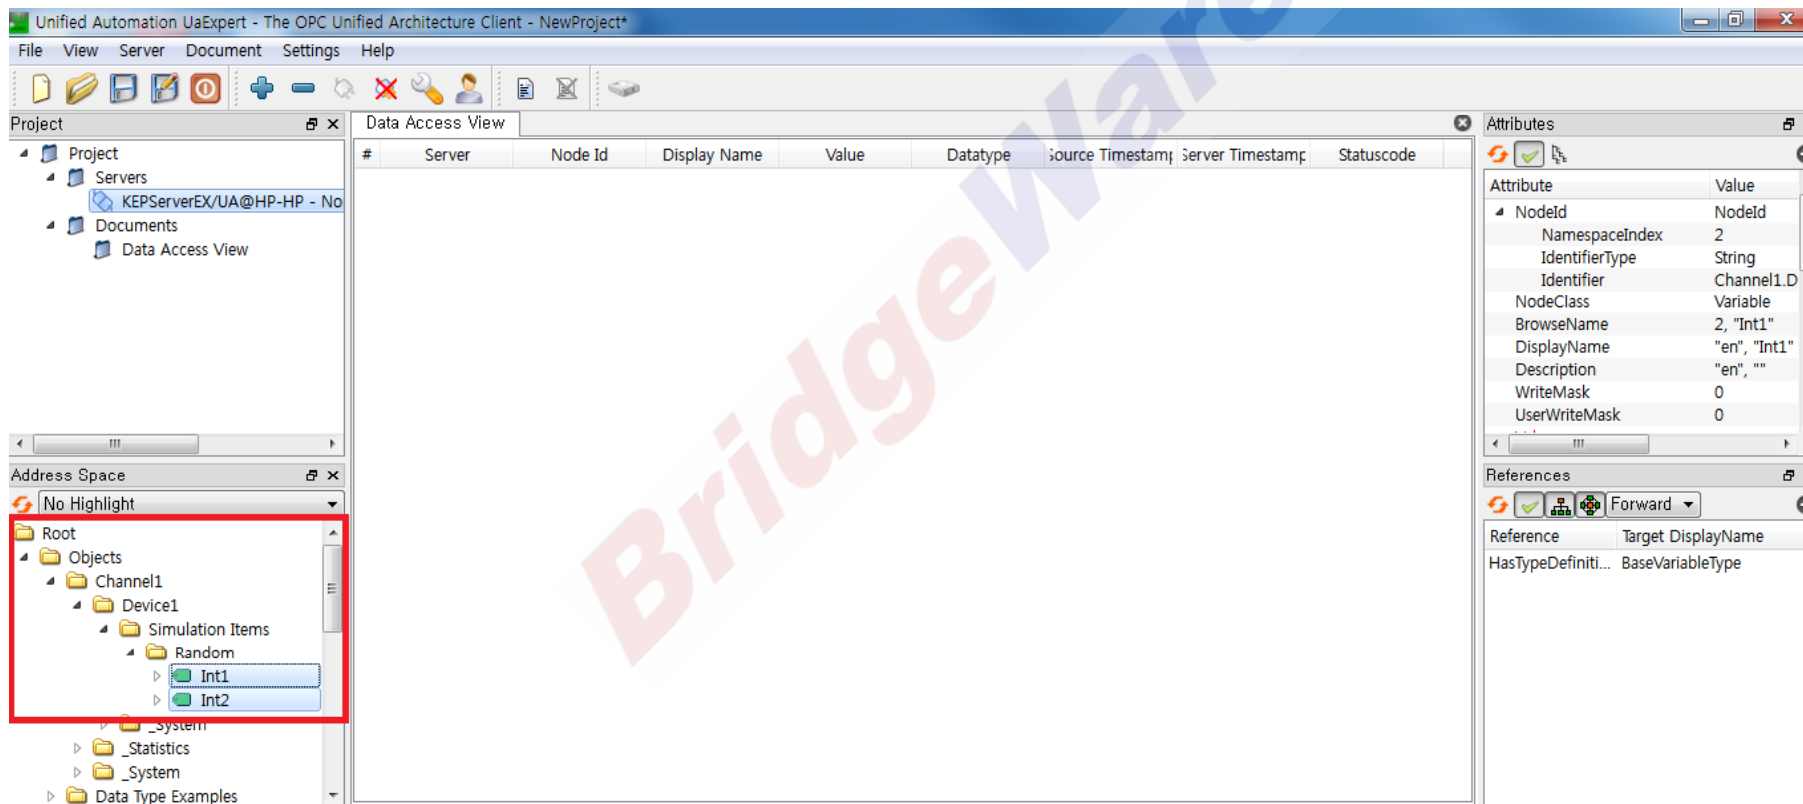 Unified Automation UaExpert - The OPC Unified Architecture Client - NewProject*
File View Server Document Settings Help
Project
Project
Servers
KEPServerEX/UA@HP-HP - No
Documents
Data Access View
Address Space
No Highlight
Root
Objects
Channel1
Device1
Simulation Items
Random
Int1
Int2
_System
_Statistics
_System
Data Type Examples
Data Access View
# Server Node Id Display Name Value Datatype Source Timestamp Server Timestamp Statuscode
BridgeWare
Attributes
Attribute Value
NodeId NodeId
NamespaceIndex 2
IdentifierType String
Identifier Channel1.D
NodeClass Variable
BrowseName 2, "Int1"
DisplayName "en", "Int1"
Description "en", ""
WriteMask 0
UserWriteMask 0
References
Forward
Reference Target DisplayName
HasTypeDefiniti... BaseVariableType